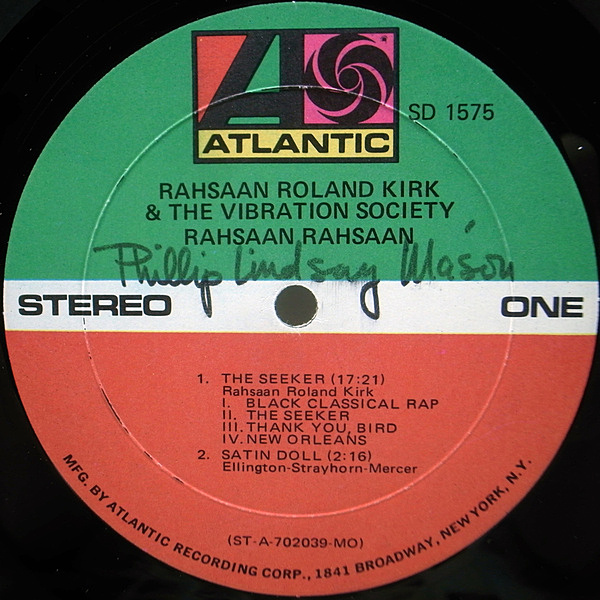 SD 1575
ATLANTIC
RAHSAAN ROLAND KIRK
& THE VIBRATION SOCIETY
RAHSAAN RAHSAAN
Phillip Lindsay Mason
STEREO
ONE
1. THE SEEKER (17:21)
Rahsaan Roland Kirk
I. BLACK CLASSICAL RAP
II. THE SEEKER
III. THANK YOU, BIRD
IV. NEW ORLEANS
2. SATIN DOLL (2:16)
Ellington-Strayhorn-Mercer
(ST-A-702039-MO)
MFG. BY ATLANTIC RECORDING CORP., 1841 BROADWAY, NEW YORK, N.Y.